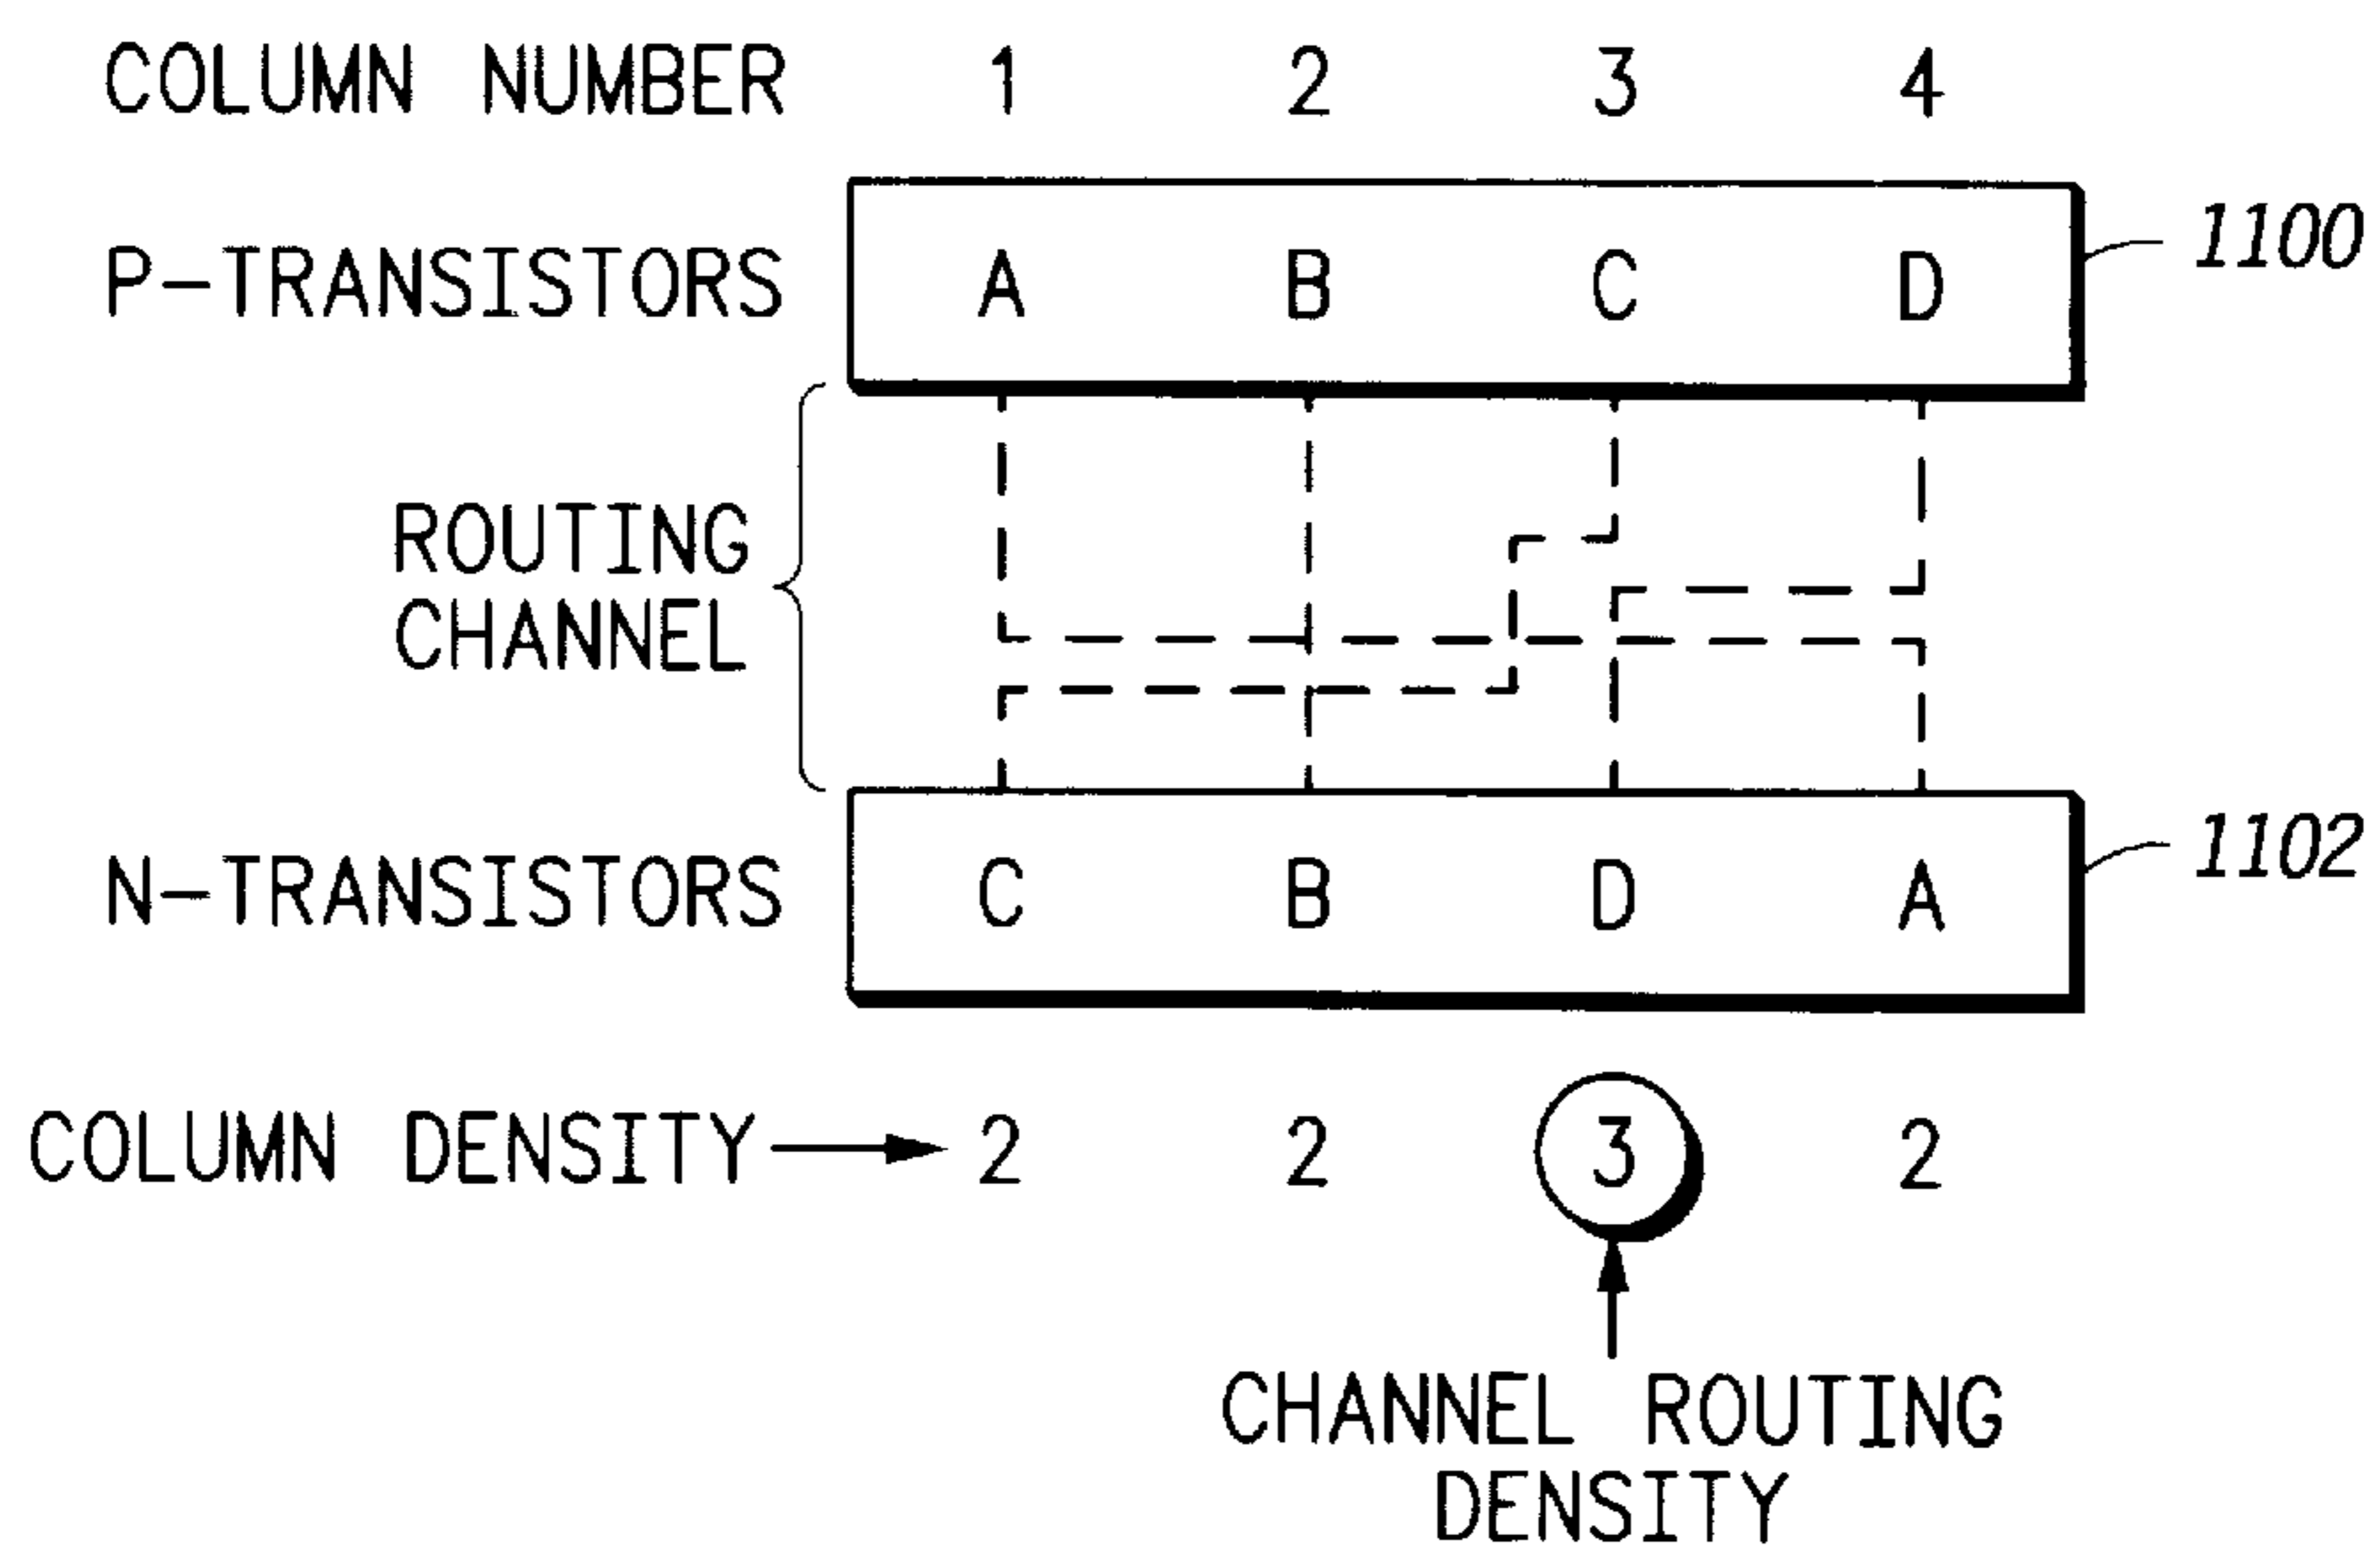 COLUMN NUMBER 1 2 3 4
P-TRANSISTORS A B C D 1100
ROUTING
CHANNEL
N-TRANSISTORS C B D A 1102
COLUMN DENSITY 2 2 3 2
CHANNEL ROUTING
DENSITY